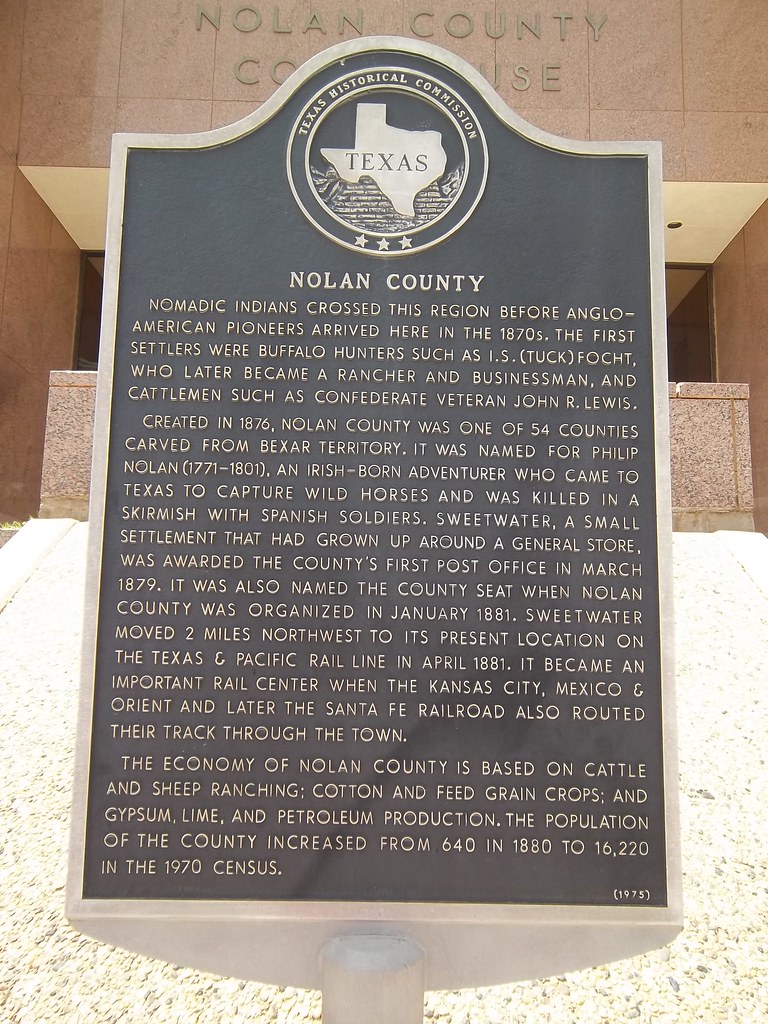 NOLAN COUNTY
CO USE
TEXAS HISTORICAL COMMISSION
TEXAS
NOLAN COUNTY
NOMADIC INDIANS CROSSED THIS REGION BEFORE ANGLO-
AMERICAN PIONEERS ARRIVED HERE IN THE 1870s. THE FIRST
SETTLERS WERE BUFFALO HUNTERS SUCH AS I.S. (TUCK) FOCHT,
WHO LATER BECAME A RANCHER AND BUSINESSMAN, AND
CATTLEMEN SUCH AS CONFEDERATE VETERAN JOHN R. LEWIS.
CREATED IN 1876, NOLAN COUNTY WAS ONE OF 54 COUNTIES
CARVED FROM BEXAR TERRITORY. IT WAS NAMED FOR PHILIP
NOLAN (1771-1801), AN IRISH-BORN ADVENTURER WHO CAME TO
TEXAS TO CAPTURE WILD HORSES AND WAS KILLED IN A
SKIRMISH WITH SPANISH SOLDIERS. SWEETWATER, A SMALL
SETTLEMENT THAT HAD GROWN UP AROUND A GENERAL STORE,
WAS AWARDED THE COUNTY'S FIRST POST OFFICE IN MARCH
1879. IT WAS ALSO NAMED THE COUNTY SEAT WHEN NOLAN
COUNTY WAS ORGANIZED IN JANUARY 1881. SWEETWATER
MOVED 2 MILES NORTHWEST TO ITS PRESENT LOCATION ON
THE TEXAS & PACIFIC RAIL LINE IN APRIL 1881. IT BECAME AN
IMPORTANT RAIL CENTER WHEN THE KANSAS CITY, MEXICO &
ORIENT AND LATER THE SANTA FE RAILROAD ALSO ROUTED
THEIR TRACK THROUGH THE TOWN.
THE ECONOMY OF NOLAN COUNTY IS BASED ON CATTLE
AND SHEEP RANCHING; COTTON AND FEED GRAIN CROPS; AND
GYPSUM, LIME, AND PETROLEUM PRODUCTION. THE POPULATION
OF THE COUNTY INCREASED FROM 640 IN 1880 TO 16,220
IN THE 1970 CENSUS.
(1975)